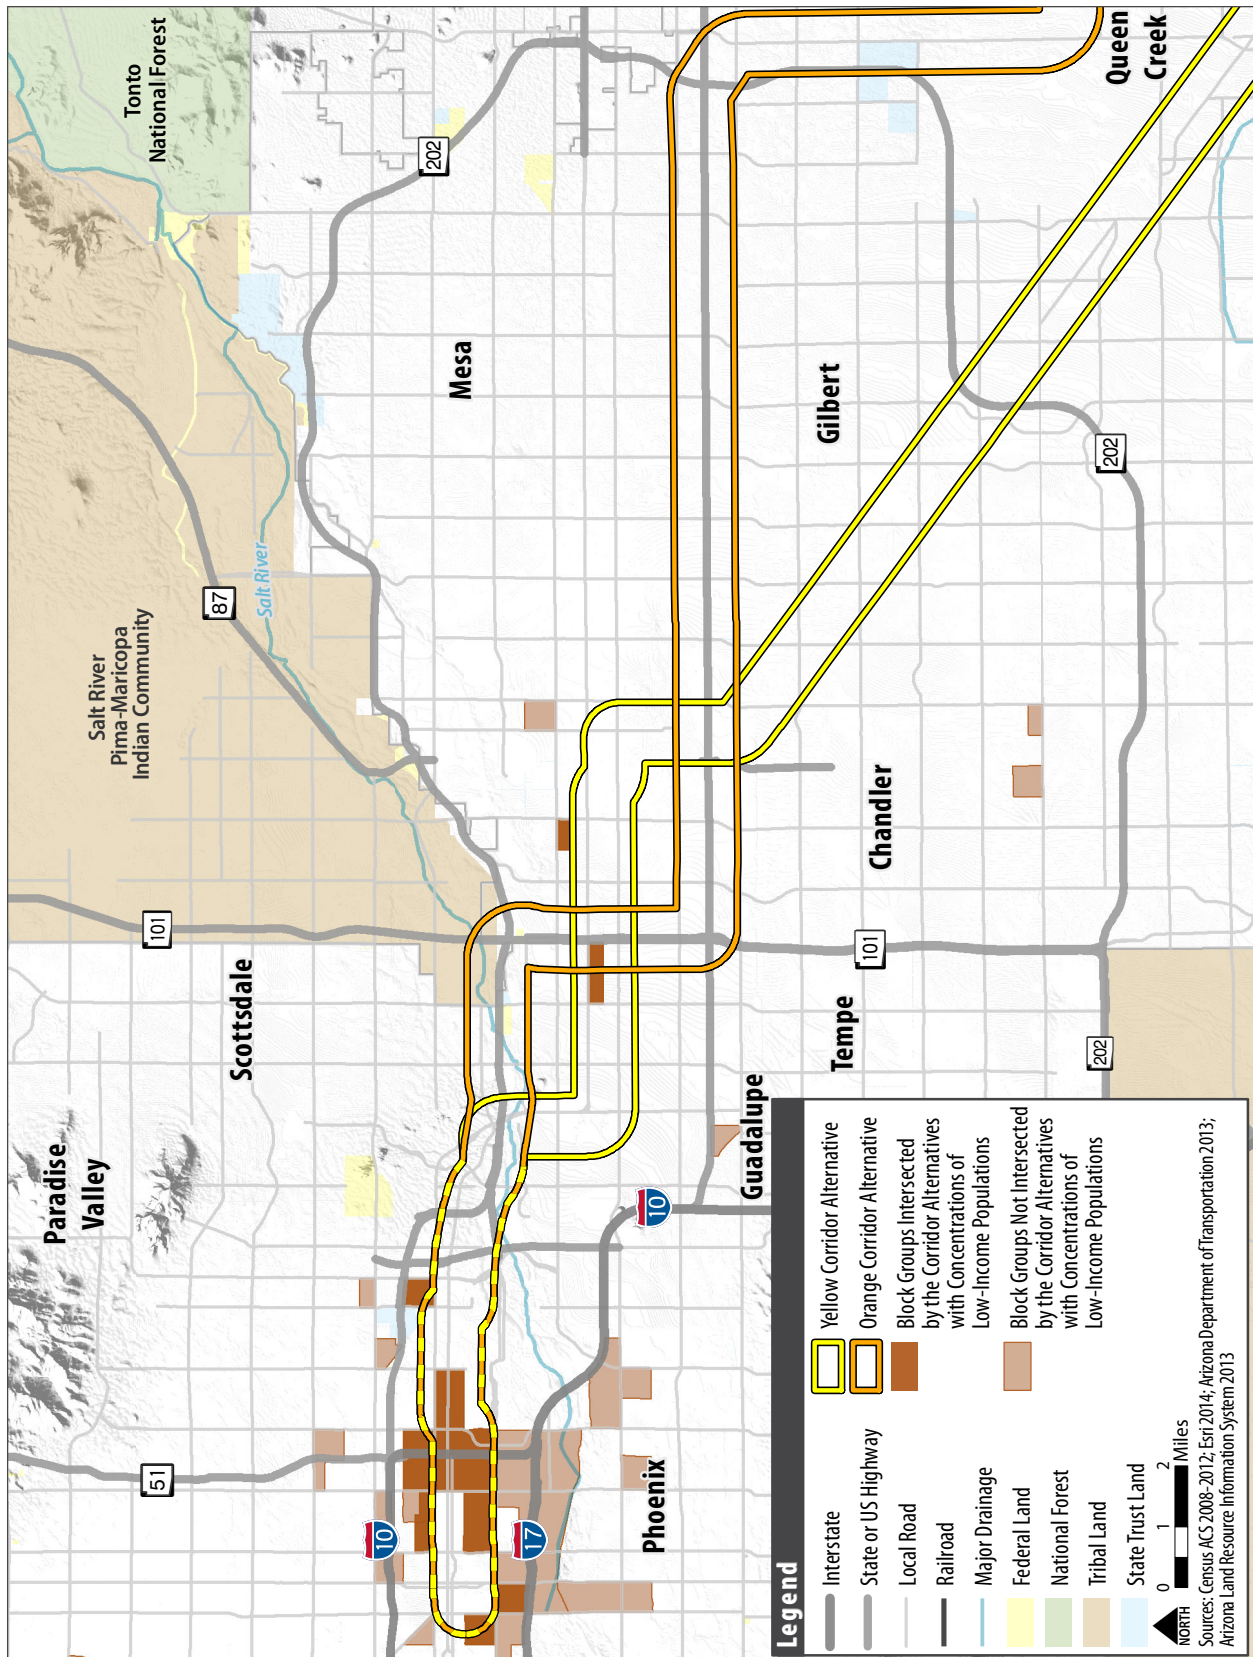 Tonto
National Forest
Queen
Creek
202
Mesa
Gilbert
202
Salt River
87
Salt River
Pima-Maricopa
Indian Community
Chandler
101
101
Scottsdale
Tempe
202
Paradise
Valley
Guadalupe
10
51
10
17
Phoenix
Legend
Interstate
State or US Highway
Local Road
Railroad
Major Drainage
Federal Land
National Forest
Tribal Land
State Trust Land
Yellow Corridor Alternative
Orange Corridor Alternative
Block Groups Intersected
by the Corridor Alternatives
with Concentrations of
Low-Income Populations
Block Groups Not Intersected
by the Corridor Alternatives
with Concentrations of
Low-Income Populations
NORTH
0 1 2
Miles
Sources: Census ACS 2008-2012; Esri 2014; Arizona Department of Transportation 2013;
Arizona Land Resource Information System 2013